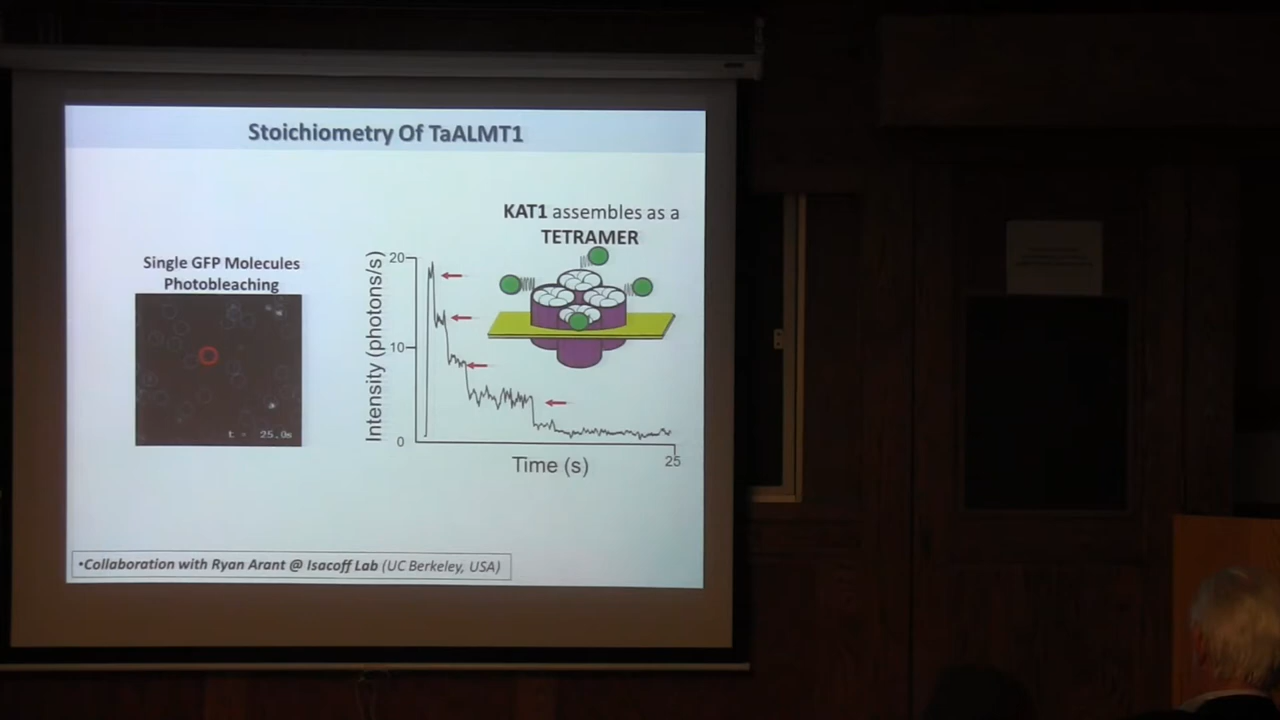 Stoichiometry Of TaALMT1
KAT1 assembles as a
TETRAMER
Single GFP Molecules
Photobleaching
t = 25.0s
Intensity (photons/s)
20
10
0
Time (s)
25
•Collaboration with Ryan Arant @ Isacoff Lab (UC Berkeley, USA)